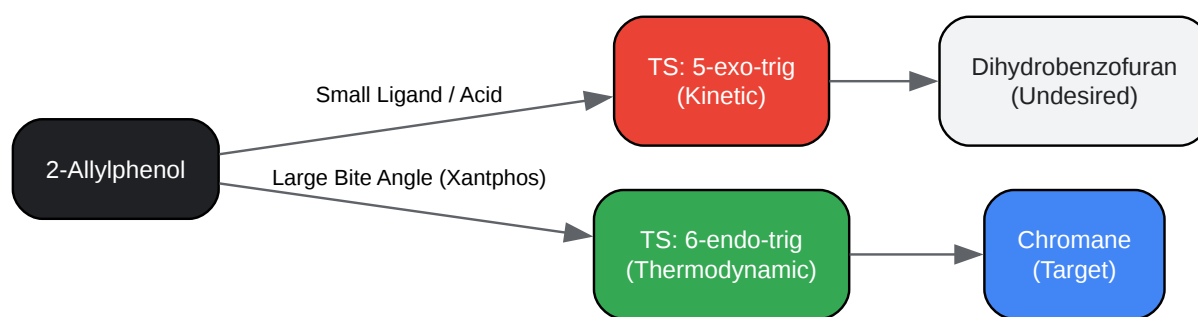 2-Allylphenol
Small Ligand / Acid
Large Bite Angle (Xantphos)
TS: 5-exo-trig
(Kinetic)
Dihydrobenzofuran
(Undesired)
TS: 6-endo-trig
(Thermodynamic)
Chromane
(Target)